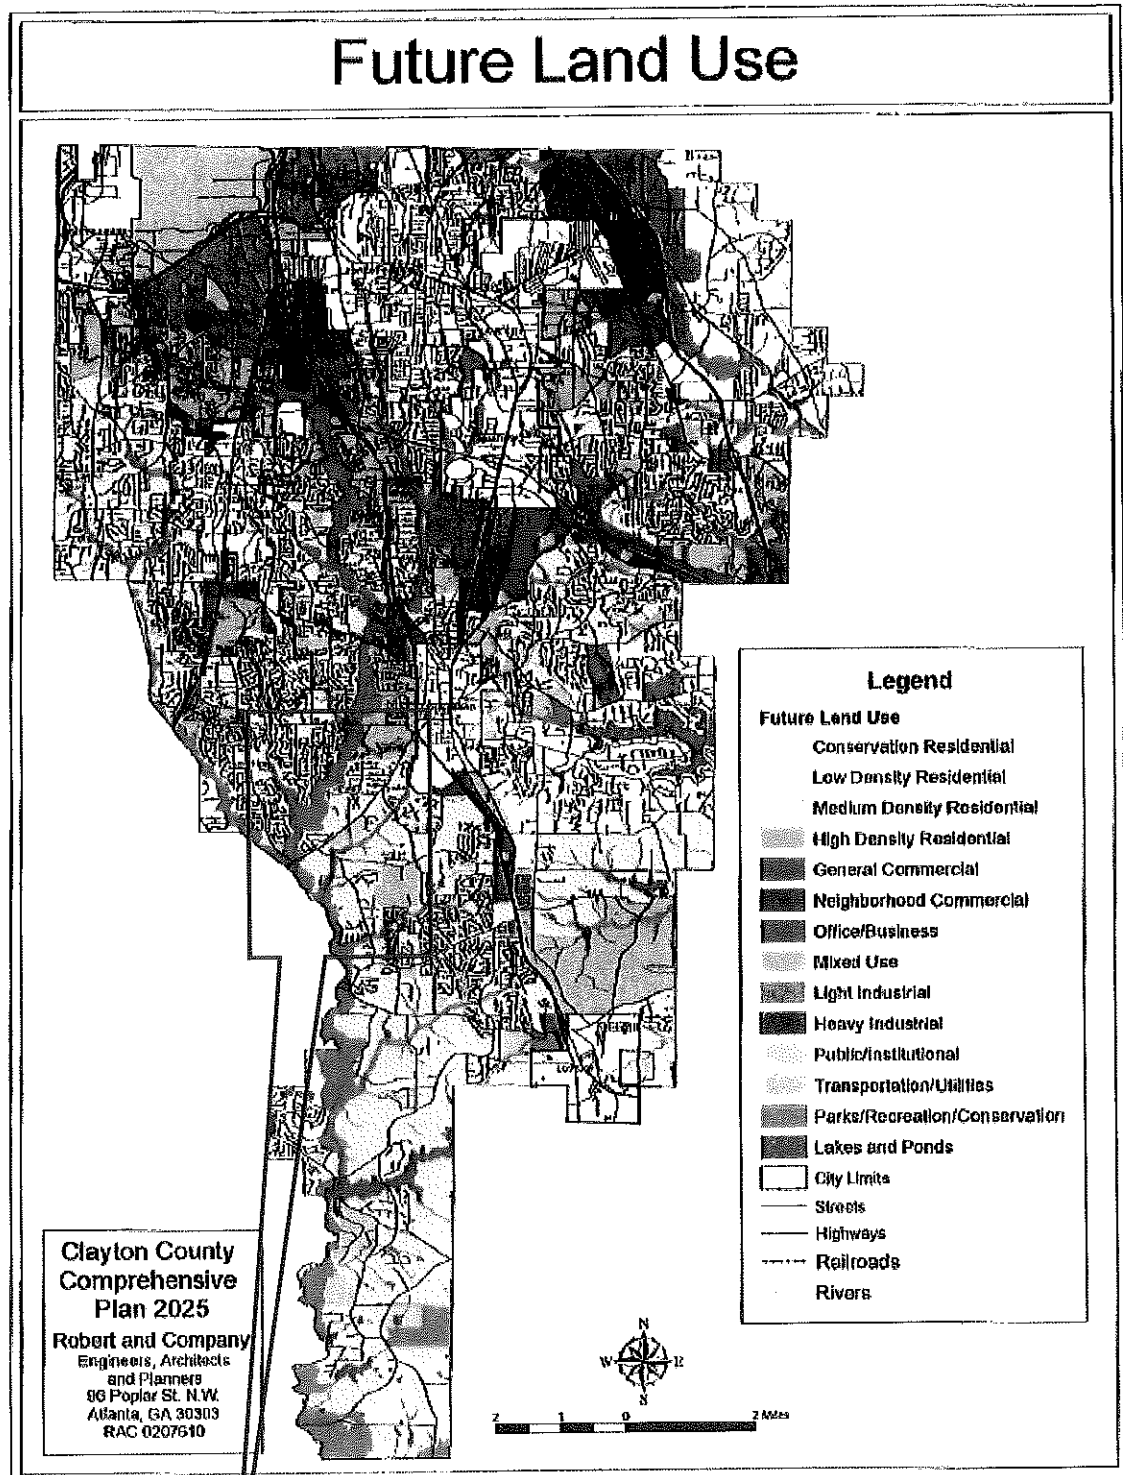 Future Land Use
Legend
Future Land Use
Conservation Residential
Low Density Residential
Medium Density Residential
High Density Residential
General Commercial
Neighborhood Commercial
Office/Business
Mixed Use
Light Industrial
Heavy Industrial
Public/Institutional
Transportation/Utilities
Parks/Recreation/Conservation
Lakes and Ponds
City Limits
Streets
Highways
Railroads
Rivers
Clayton County
Comprehensive
Plan 2025
Robert and Company
Engineers, Architects
and Planners
96 Poplar St. N.W.
Atlanta, GA 30303
RAC 0207610
N
W E
S
2 1 0 2 Miles